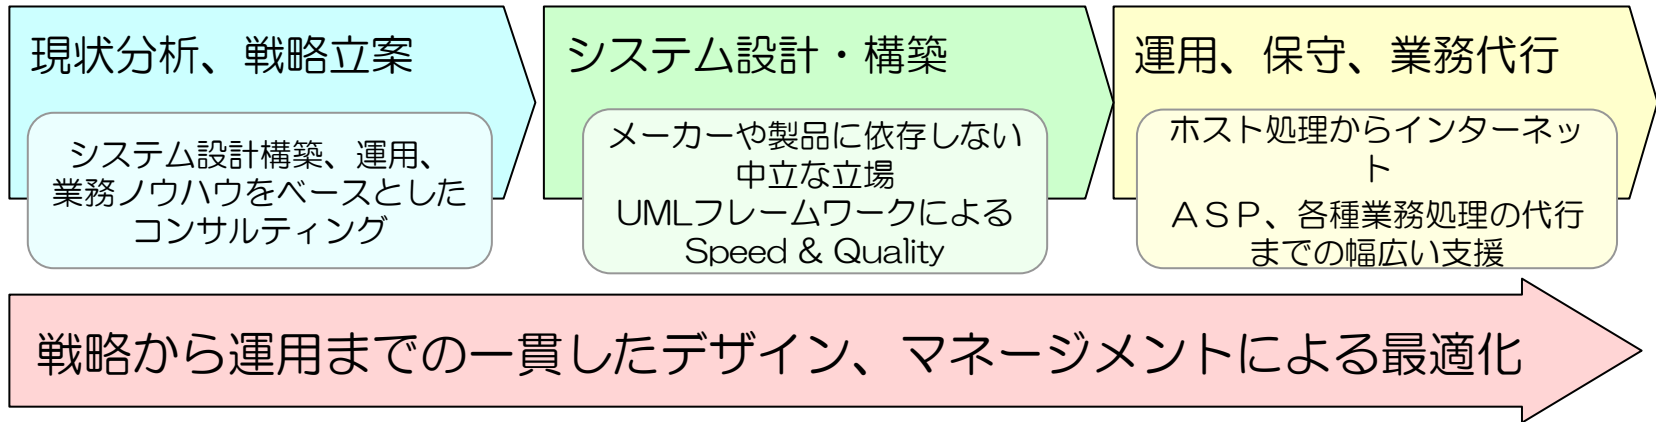 現状分析、戦略立案
システム設計構築、運用、
業務ノウハウをベースとした
コンサルティング
システム設計・構築
メーカーや製品に依存しない
中立な立場
UMLフレームワークによる
Speed & Quality
運用、保守、業務代行
ホスト処理からインターネッ
ト
ＡＳＰ、各種業務処理の代行
までの幅広い支援
戦略から運用までの一貫したデザイン、マネージメントによる最適化